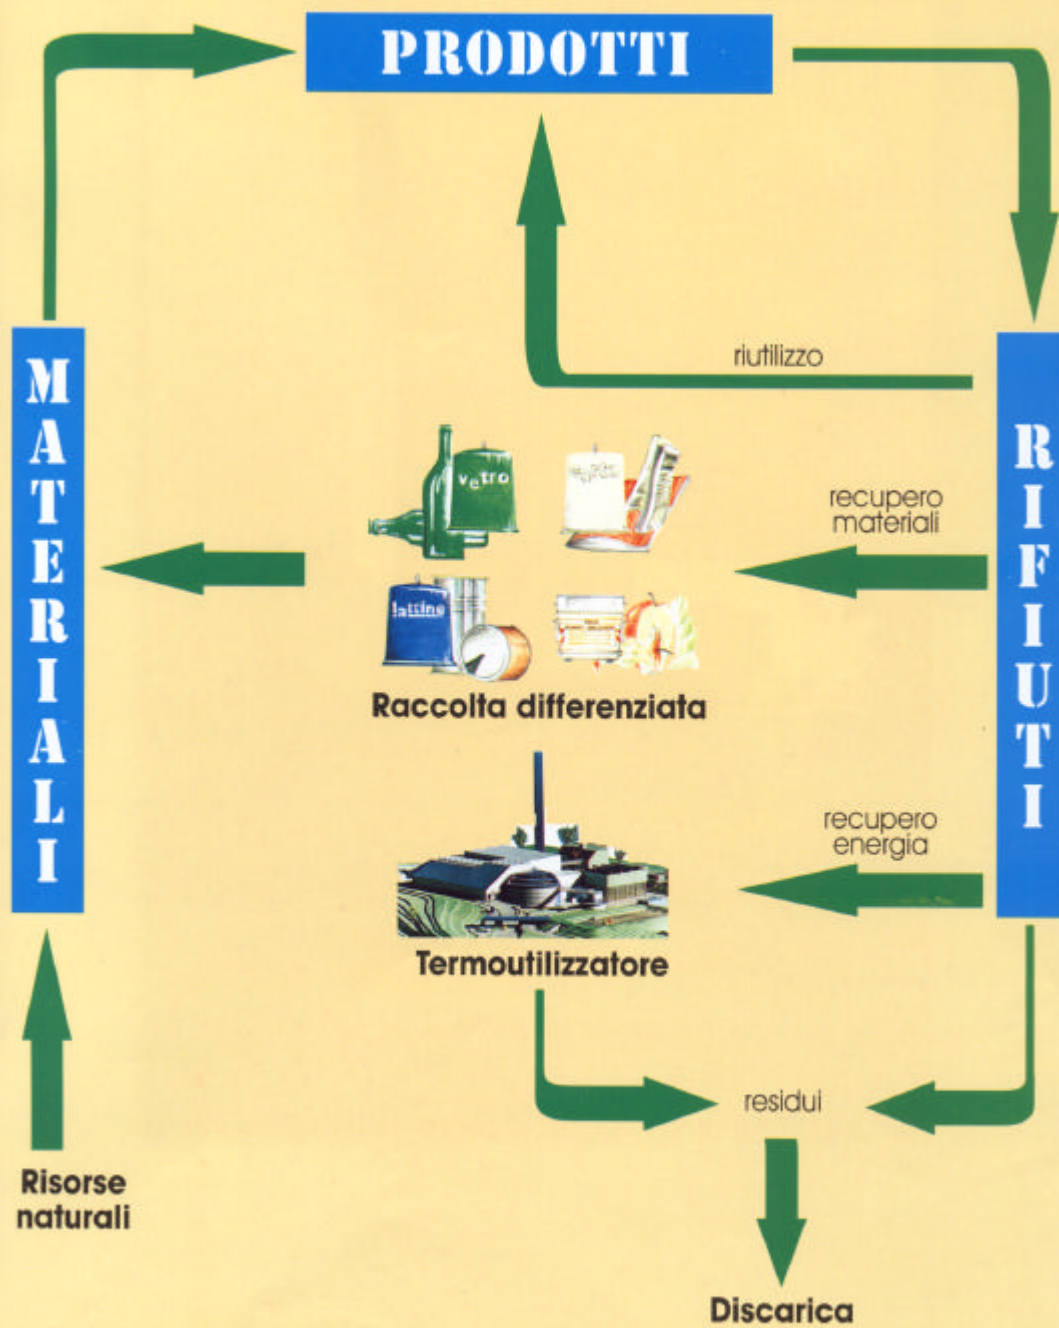 PRODOTTI
riutilizzo
MATERIALI
RIFIUTI
vetro
recupero
materiali
lattine
Raccolta differenziata
recupero
energia
Termoutilizzatore
residui
Risorse
naturali
Discarica